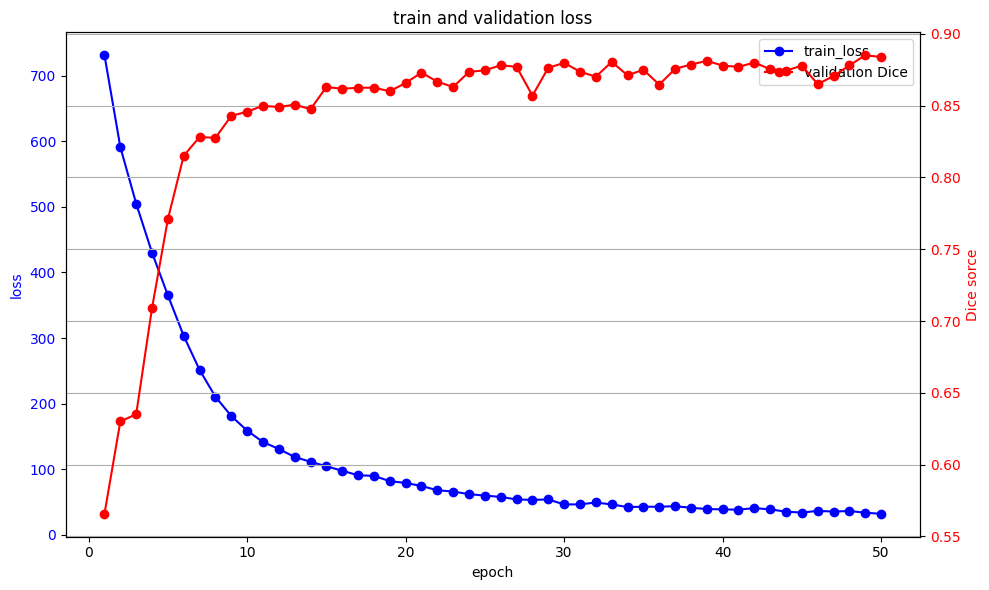 train and validation loss
train_loss
validation Dice
loss
700
600
500
400
300
200
100
0
0.90
0.85
0.80
0.75
0.70
0.65
0.60
0.55
Dice sorce
0 10 20 30 40 50
epoch